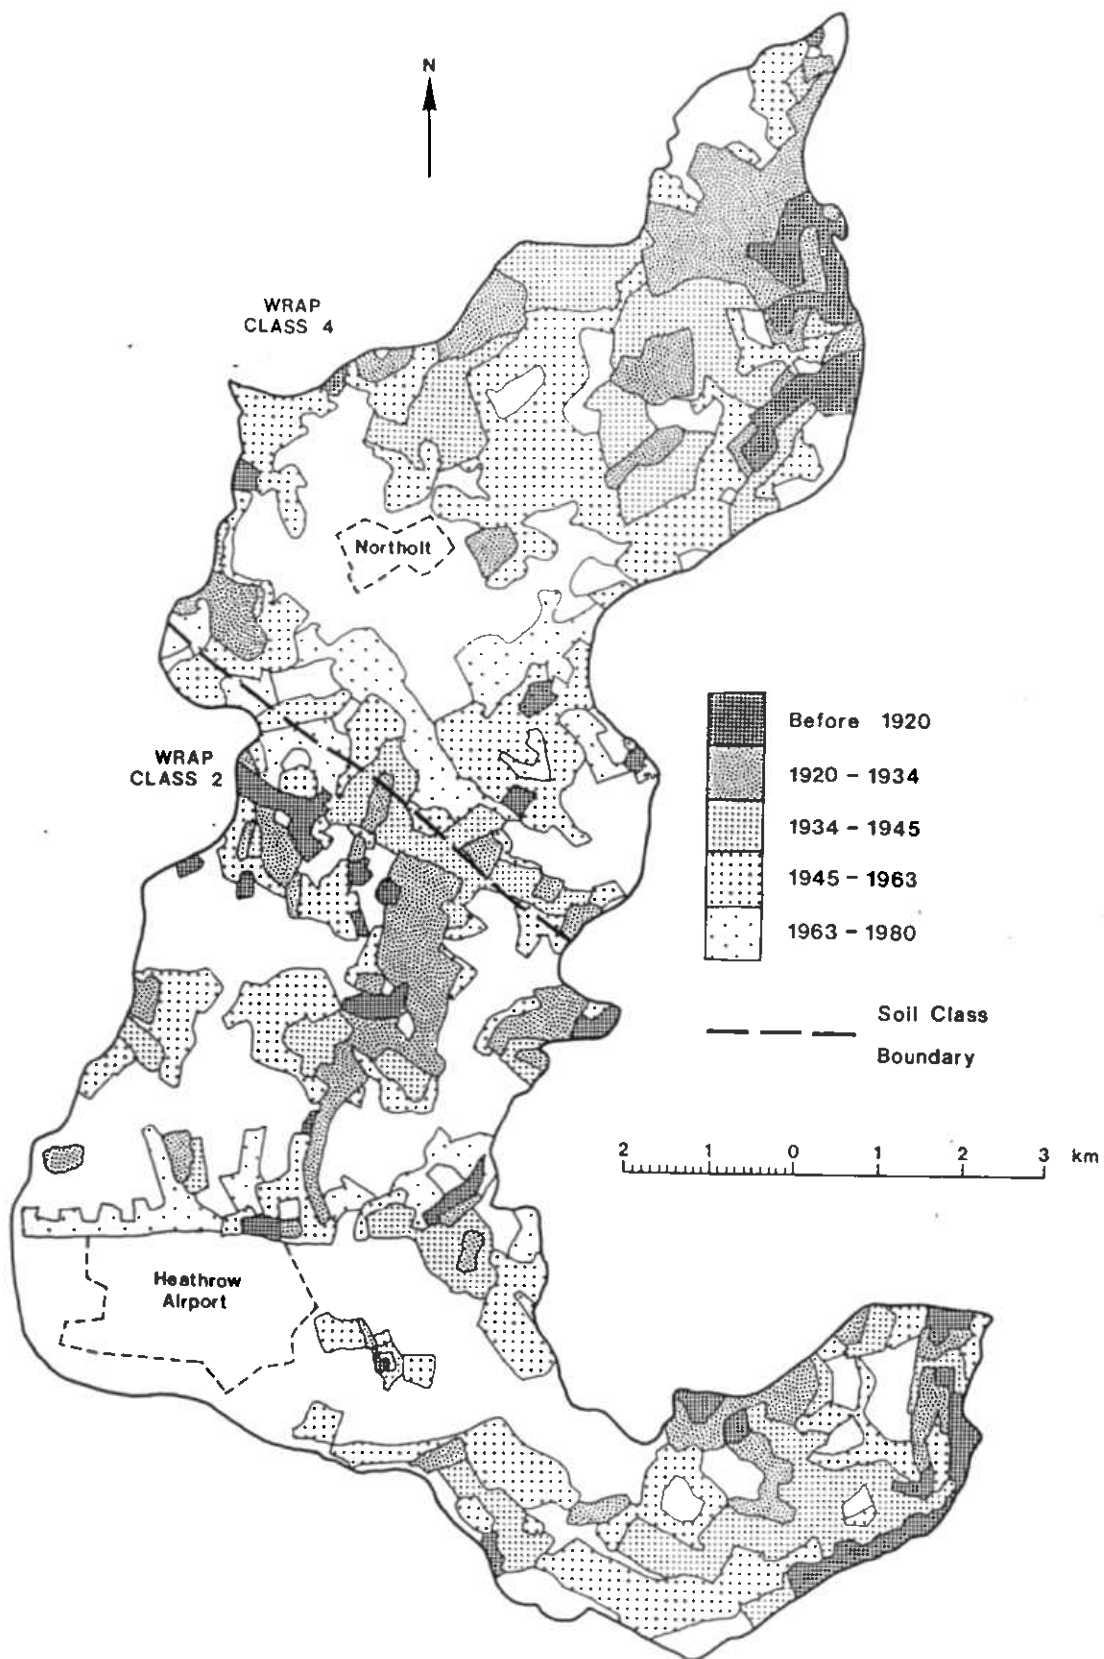 N
WRAP
CLASS 4
Northolt
WRAP
CLASS 2
Before 1920
1920 - 1934
1934 - 1945
1945 - 1963
1963 - 1980
Soil Class
Boundary
2 1 0 1 2 3 km
Heathrow
Airport